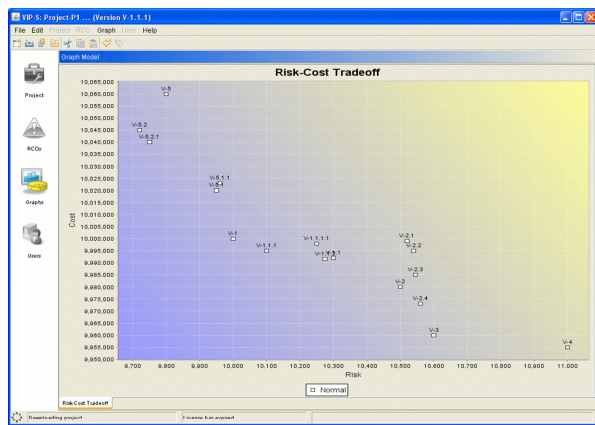 VIP-S: Project-P1 ... (Version V-1.1.1)
File Edit Project RCO Graph User Help
Graph Model
Project
RCOs
Graphs
Users
Risk-Cost Tradeoff
Cost
10,065,000
10,060,000
10,055,000
10,050,000
10,045,000
10,040,000
10,035,000
10,030,000
10,025,000
10,020,000
10,015,000
10,010,000
10,005,000
10,000,000
9,995,000
9,990,000
9,985,000
9,980,000
9,975,000
9,970,000
9,965,000
9,960,000
9,955,000
9,950,000
V-5
V-5.2
V-5.2.1
V-5.1.1
V-1
V-1.1.1
V-1.1.1.1
V-2.1
V-2.2
V-2.3
V-2
V-2.4
V-3
V-4
9,700 9,800 9,900 10,000 10,100 10,200 10,300 10,400 10,500 10,600 10,700 10,800 10,900 11,000
Risk
Normal
Risk-Cost Tradeoff
Downloading project
License has expired